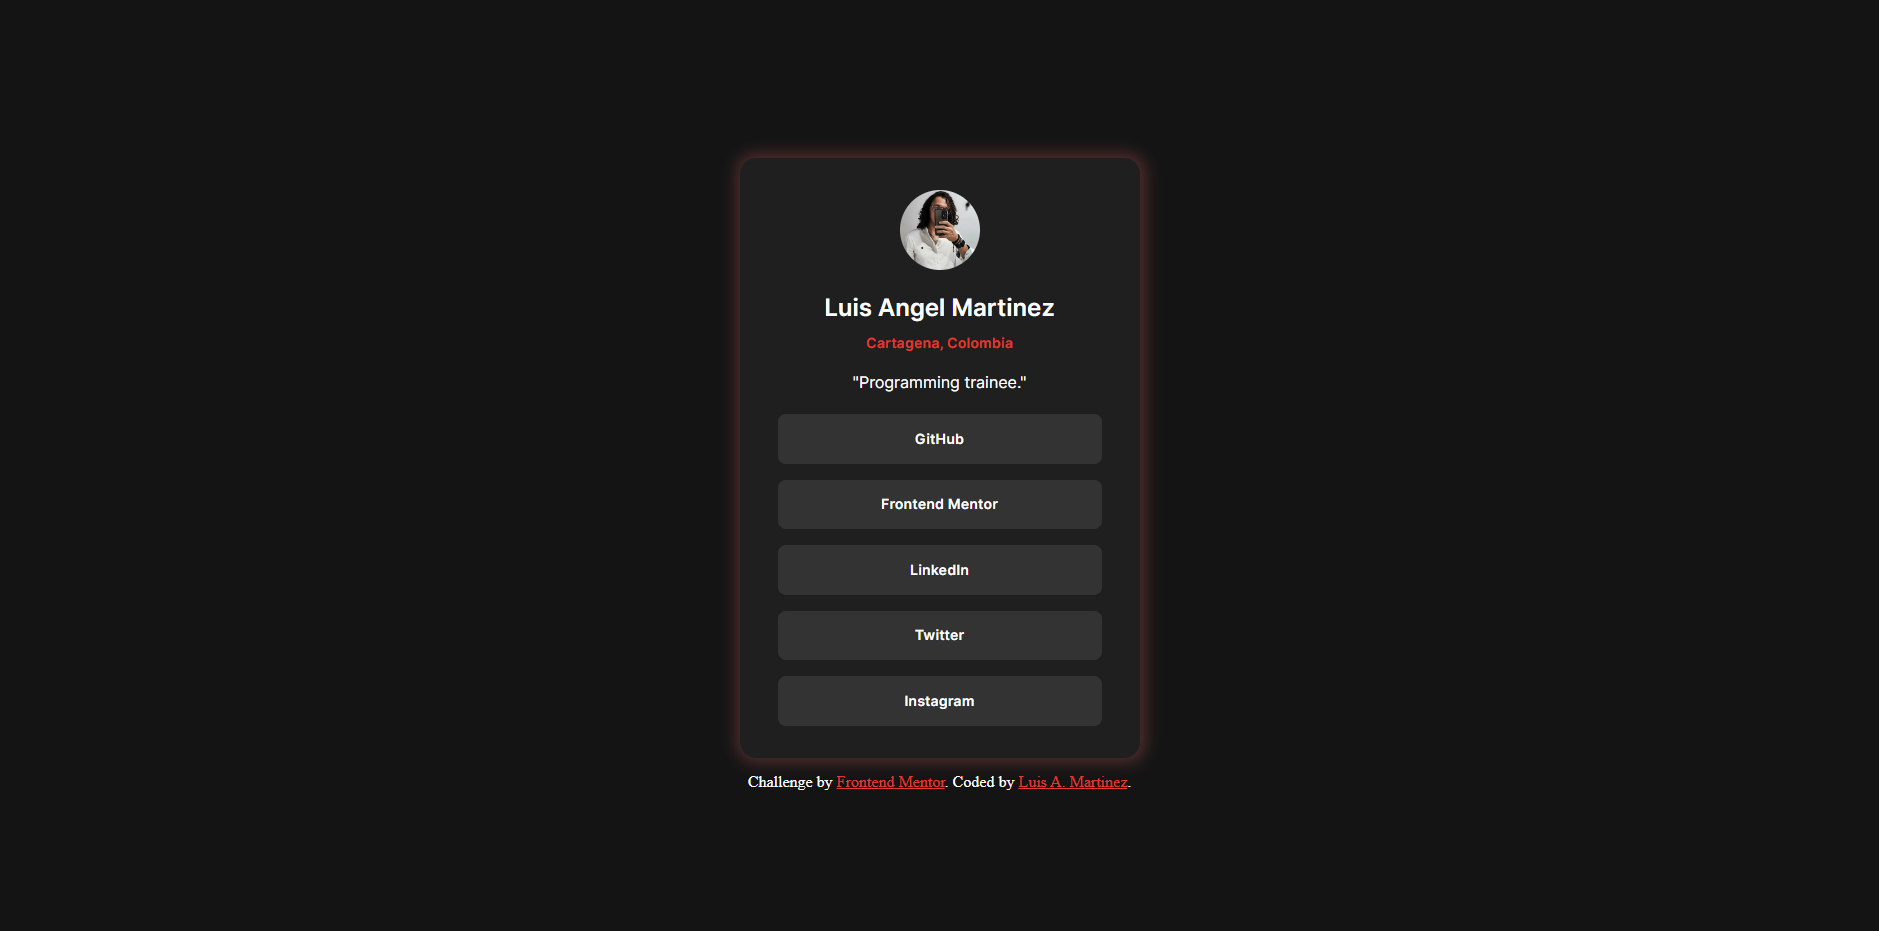 Luis Angel Martinez
Cartagena, Colombia
"Programming trainee."
GitHub
Frontend Mentor
LinkedIn
Twitter
Instagram
Challenge by Frontend Mentor. Coded by Luis A. Martinez.